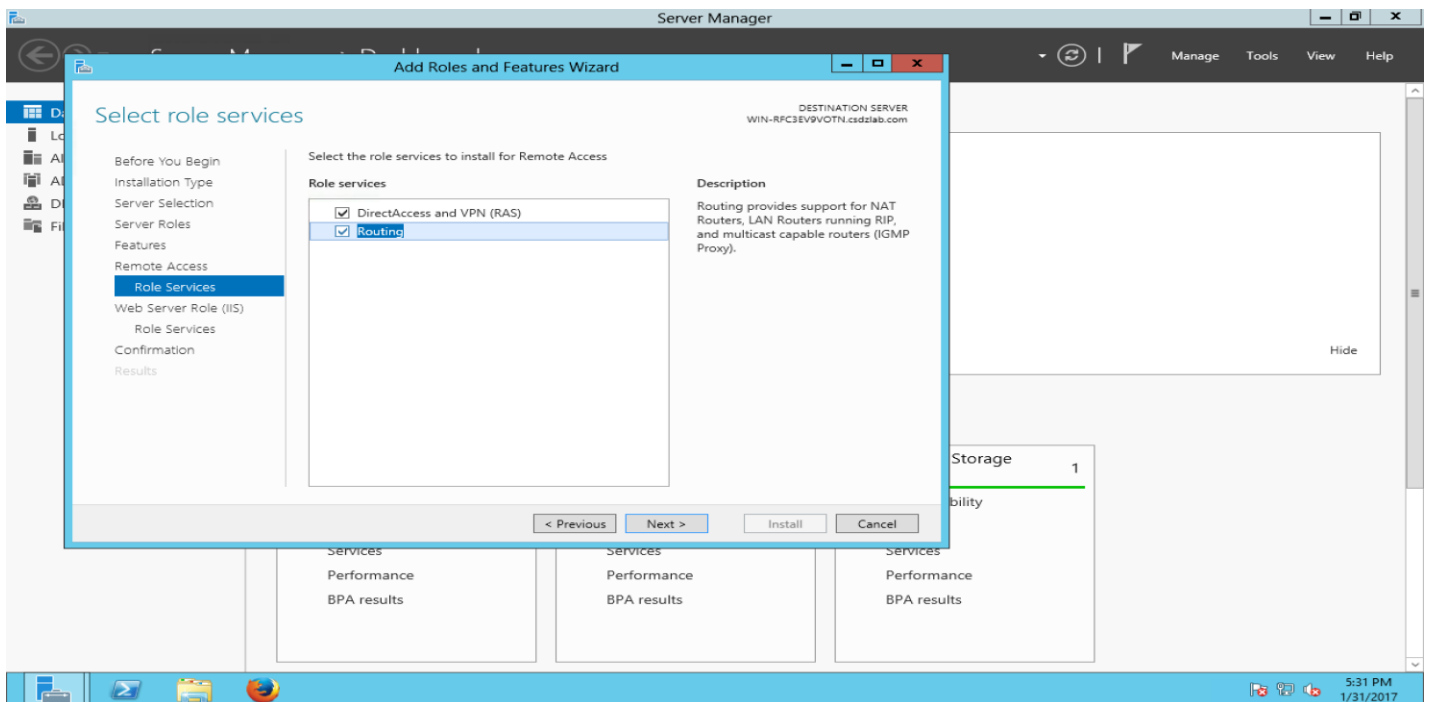 Server Manager
Manage Tools View Help
Add Roles and Features Wizard
Select role services
DESTINATION SERVER
WIN-RFC3EV9VOTN.csdzlab.com
Before You Begin
Installation Type
Server Selection
Server Roles
Features
Remote Access
Role Services
Web Server Role (IIS)
Role Services
Confirmation
Results
Select the role services to install for Remote Access
Role services
DirectAccess and VPN (RAS)
Routing
Description
Routing provides support for NAT
Routers, LAN Routers running RIP,
and multicast capable routers (IGMP
Proxy).
< Previous
Next >
Install
Cancel
Hide
Storage
1
Services
Performance
BPA results
Services
Performance
BPA results
Services
Performance
BPA results
5:31 PM
1/31/2017